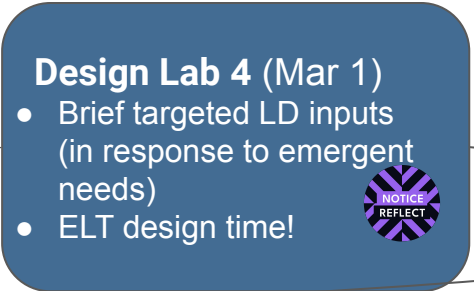 Design Lab 4 (Mar 1)
● Brief targeted LD inputs
(in response to emergent
needs)
● ELT design time!
NOTICE
REFLECT